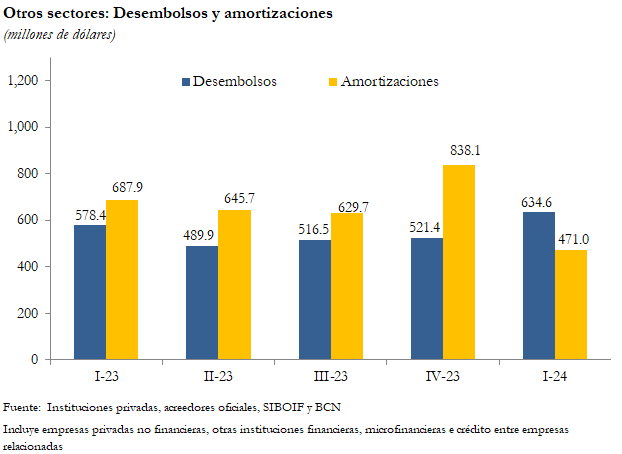 Otros sectores: Desembolsos y amortizaciones
(millones de dólares)
1,200
Desembolsos
Amortizaciones
1,000
838.1
800
687.9
645.7
629.7
634.6
600
578.4
489.9
516.5
521.4
471.0
400
200
0
I-23
II-23
III-23
IV-23
I-24
Fuente: Instituciones privadas, acreedores oficiales, SIBOIF y BCN
Incluye empresas privadas no financieras, otras instituciones financieras, microfinancieras e crédito entre empresas
relacionadas